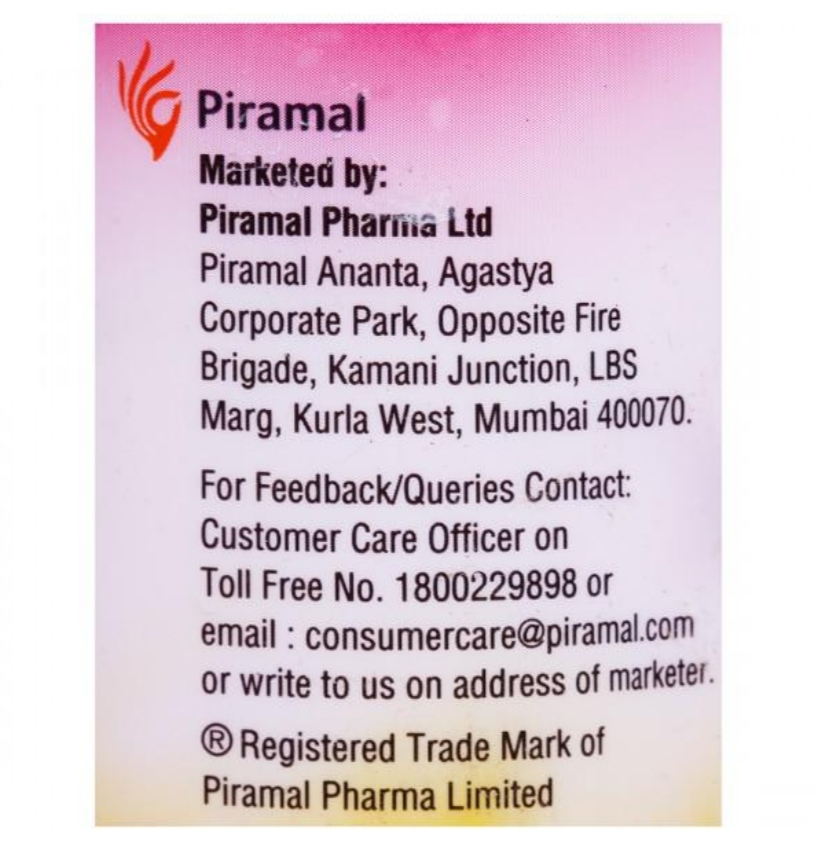 Piramal
Marketed by:
Piramal Pharma Ltd
Piramal Ananta, Agastya
Corporate Park, Opposite Fire
Brigade, Kamani Junction, LBS
Marg, Kurla West, Mumbai 400070.
For Feedback/Queries Contact:
Customer Care Officer on
Toll Free No. 1800229898 or
email : consumercare@piramal.com
or write to us on address of marketer.
® Registered Trade Mark of
Piramal Pharma Limited